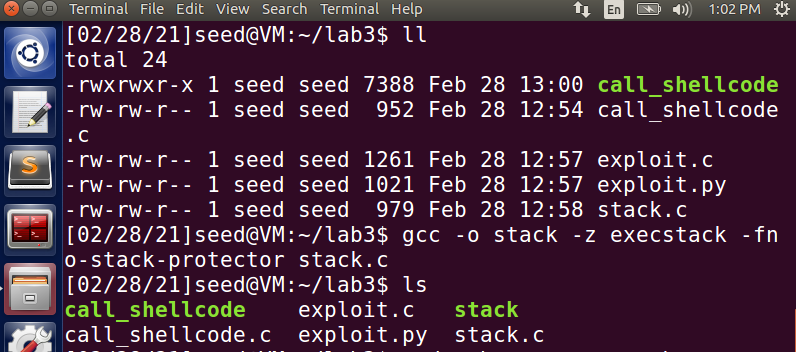 Terminal File Edit View Search Terminal Help En 1:02 PM
[02/28/21]seed@VM:~/lab3$ ll
total 24
-rwxrwxr-x 1 seed seed 7388 Feb 28 13:00 call_shellcode
-rw-rw-r-- 1 seed seed  952 Feb 28 12:54 call_shellcode
.c
-rw-rw-r-- 1 seed seed 1261 Feb 28 12:57 exploit.c
-rw-rw-r-- 1 seed seed 1021 Feb 28 12:57 exploit.py
-rw-rw-r-- 1 seed seed  979 Feb 28 12:58 stack.c
[02/28/21]seed@VM:~/lab3$ gcc -o stack -z execstack -fn
o-stack-protector stack.c
[02/28/21]seed@VM:~/lab3$ ls
call_shellcode    exploit.c   stack
call_shellcode.c  exploit.py  stack.c